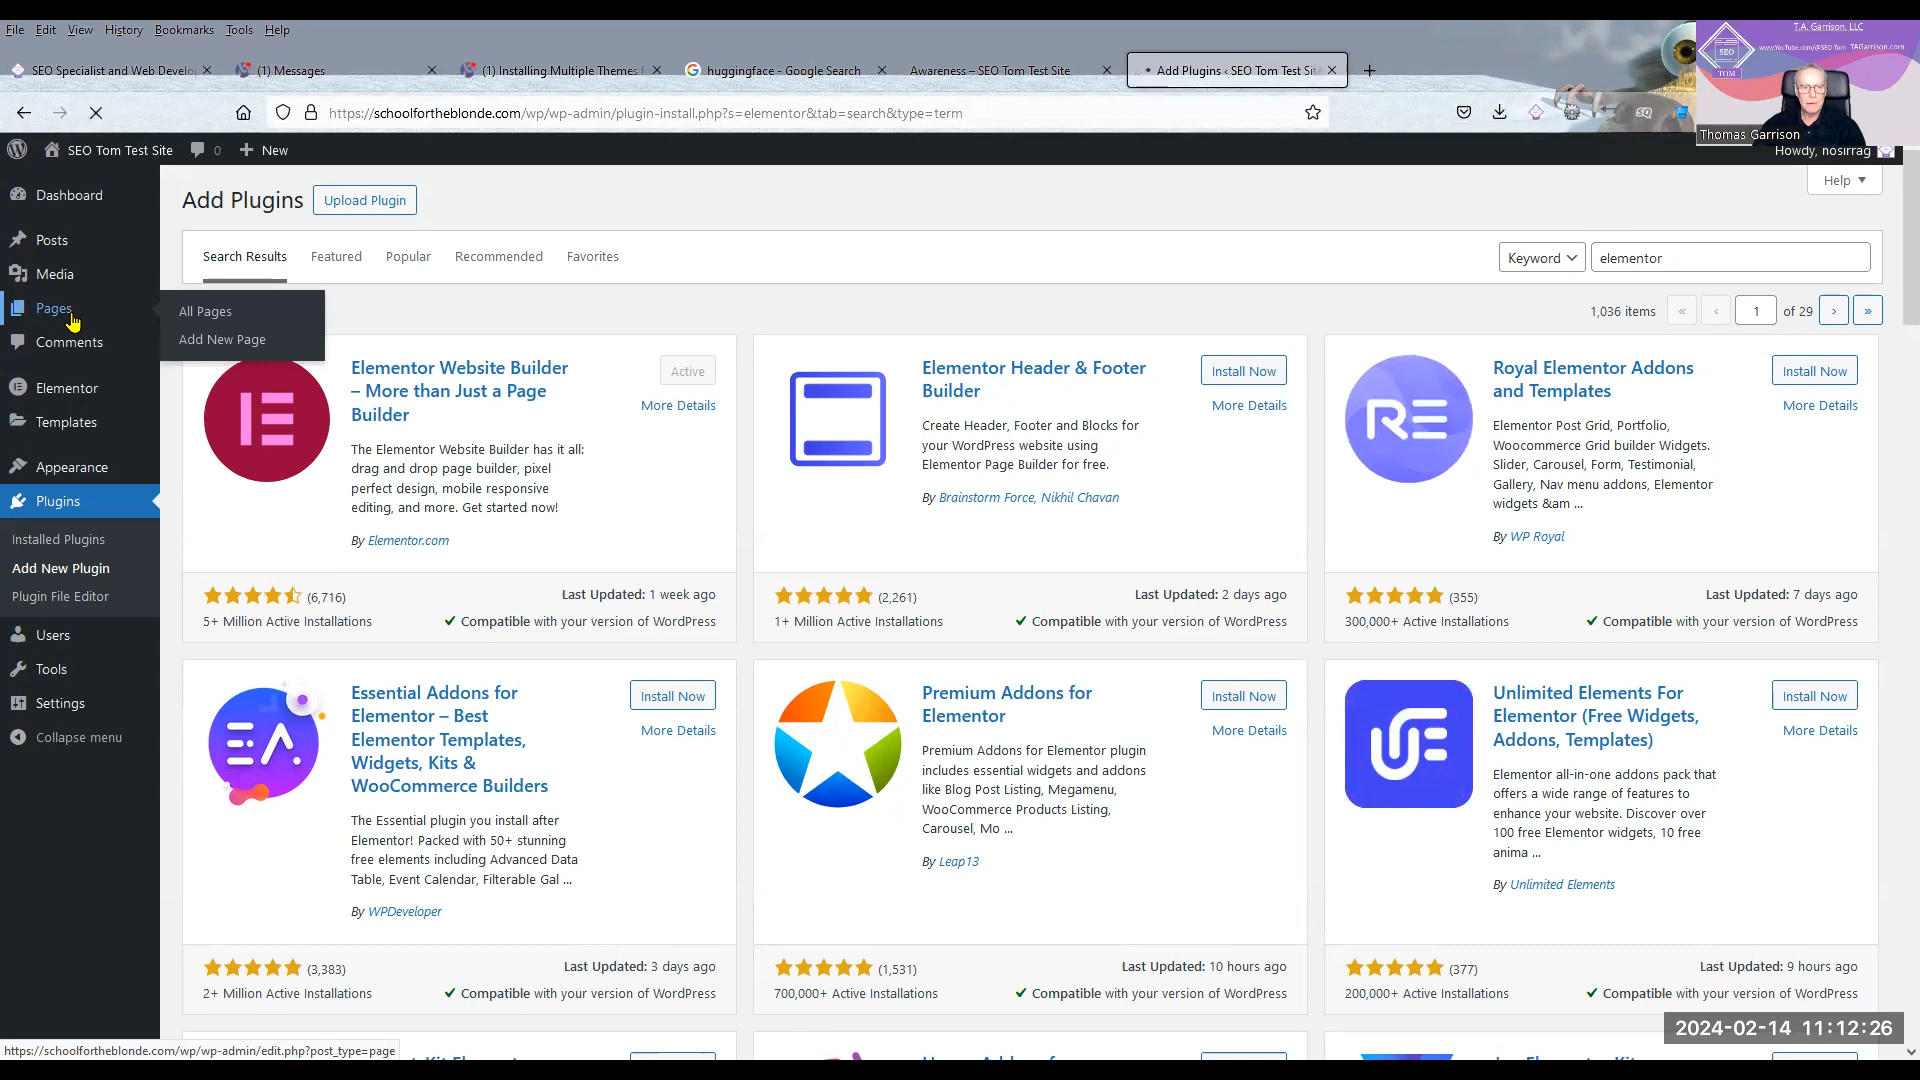 File Edit View History Bookmarks Tools Help
T.A. Garrison, LLC
www.YouTube.com/@SEO Tom TAGarrison.com
SEO
TOM
SEO Specialist and Web Develo
(1) Messages
(1) Installing Multiple Themes
huggingface - Google Search
Awareness – SEO Tom Test Site
Add Plugins ‹ SEO Tom Test Sit
https://schoolfortheblonde.com/wp/wp-admin/plugin-install.php?s=elementor&tab=search&type=term
Thomas Garrison
SEO Tom Test Site
0
New
Howdy, nosirrag
Dashboard
Posts
Media
Pages
Comments
Elementor
Templates
Appearance
Plugins
Installed Plugins
Add New Plugin
Plugin File Editor
Users
Tools
Settings
Collapse menu
All Pages
Add New Page
Add Plugins
Upload Plugin
Help
Search Results Featured Popular Recommended Favorites
Keyword
elementor
1,036 items « ‹ 1 of 29 › »
Elementor Website Builder
– More than Just a Page
Builder
Active
More Details
The Elementor Website Builder has it all:
drag and drop page builder, pixel
perfect design, mobile responsive
editing, and more. Get started now!
By Elementor.com
(6,716)
Last Updated: 1 week ago
5+ Million Active Installations
Compatible with your version of WordPress
Elementor Header & Footer
Builder
Install Now
More Details
Create Header, Footer and Blocks for
your WordPress website using
Elementor Page Builder for free.
By Brainstorm Force, Nikhil Chavan
(2,261)
Last Updated: 2 days ago
1+ Million Active Installations
Compatible with your version of WordPress
RE
Royal Elementor Addons
and Templates
Install Now
More Details
Elementor Post Grid, Portfolio,
Woocommerce Grid builder Widgets.
Slider, Carousel, Form, Testimonial,
Gallery, Nav menu addons, Elementor
widgets &am ...
By WP Royal
(355)
Last Updated: 7 days ago
300,000+ Active Installations
Compatible with your version of WordPress
EA
Essential Addons for
Elementor – Best
Elementor Templates,
Widgets, Kits &
WooCommerce Builders
Install Now
More Details
The Essential plugin you install after
Elementor! Packed with 50+ stunning
free elements including Advanced Data
Table, Event Calendar, Filterable Gal ...
By WPDeveloper
(3,383)
Last Updated: 3 days ago
2+ Million Active Installations
Compatible with your version of WordPress
Premium Addons for
Elementor
Install Now
More Details
Premium Addons for Elementor plugin
includes essential widgets and addons
like Blog Post Listing, Megamenu,
WooCommerce Products Listing,
Carousel, Mo ...
By Leap13
(1,531)
Last Updated: 10 hours ago
700,000+ Active Installations
Compatible with your version of WordPress
UE
Unlimited Elements For
Elementor (Free Widgets,
Addons, Templates)
Install Now
More Details
Elementor all-in-one addons pack that
offers a wide range of features to
enhance your website. Discover over
100 free Elementor widgets, 10 free
anima ...
By Unlimited Elements
(377)
Last Updated: 9 hours ago
200,000+ Active Installations
Compatible with your version of WordPress
2024-02-14 11:12:26
https://schoolfortheblonde.com/wp/wp-admin/edit.php?post_type=page